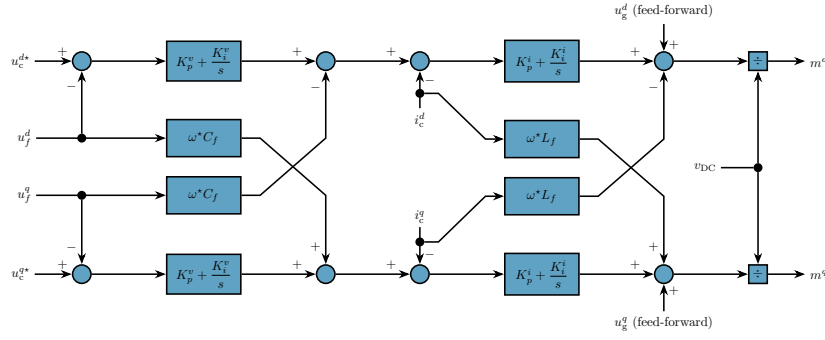 u_g^d (feed-forward)
u_c^{d⋆} + K_p^v + K_i^v/s + + K_p^i + K_i^i/s + + ÷ m^d
− − − −
i_c^d
u_f^d ω⋆C_f ω⋆L_f
v_DC
u_f^q ω⋆C_f ω⋆L_f
i_c^q
− + − +
u_c^{q⋆} + K_p^v + K_i^v/s + + K_p^i + K_i^i/s + + ÷ m^q
u_g^q (feed-forward)